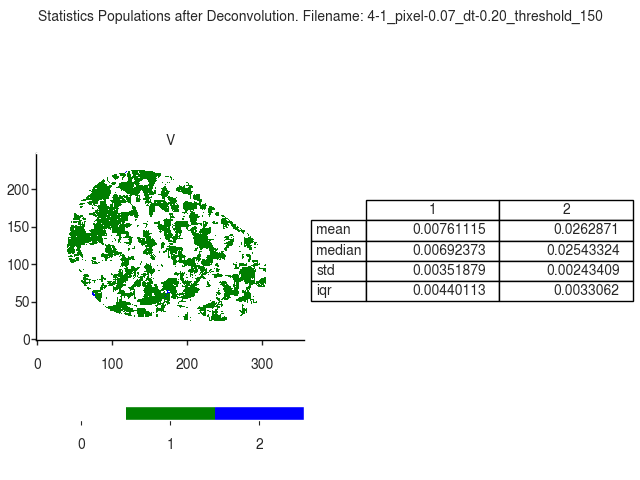 Statistics Populations after Deconvolution. Filename: 4-1_pixel-0.07_dt-0.20_threshold_150
V
200
150
100
50
0
0 100 200 300
0 1 2
1 2
mean 0.00761115 0.0262871
median 0.00692373 0.02543324
std 0.00351879 0.00243409
iqr 0.00440113 0.0033062